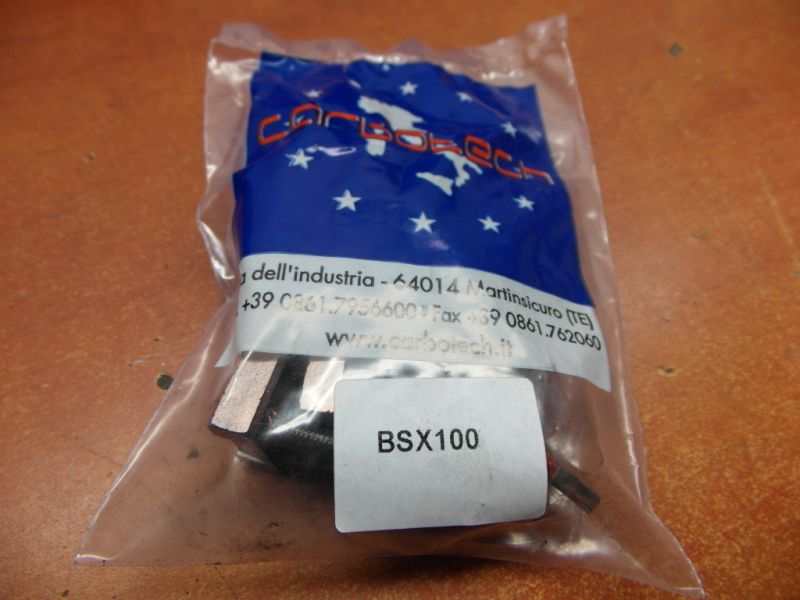 carbotech
dell'industria - 64014 Martinsicuro (TE)
+39 0861.7956600 * Fax +39 0861.762060
www.carbotech.it
BSX100